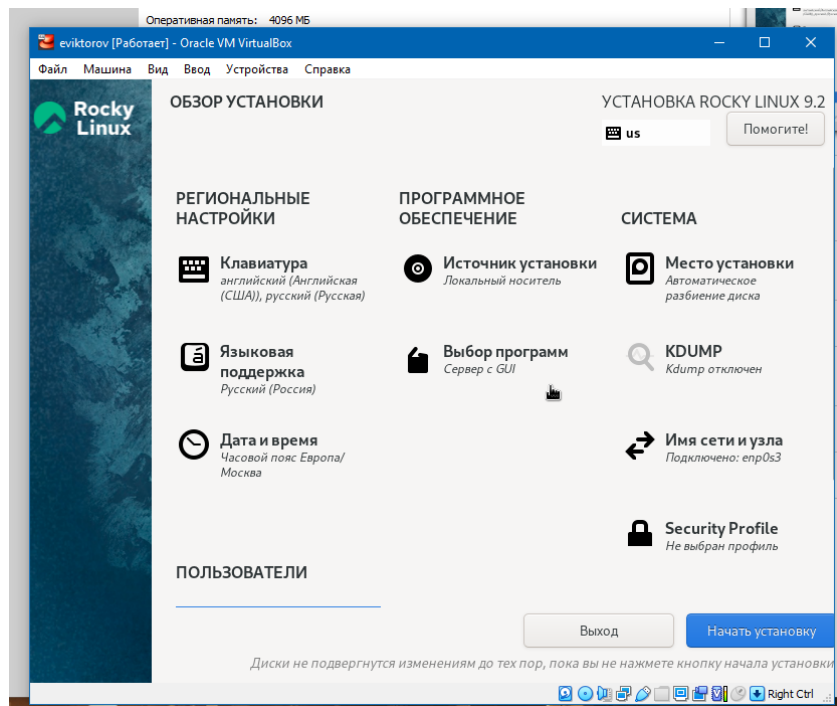 Оперативная память: 4096 МБ
eviktorov [Работает] - Oracle VM VirtualBox
Файл Машина Вид Ввод Устройства Справка
Rocky
Linux
ОБЗОР УСТАНОВКИ
УСТАНОВКА ROCKY LINUX 9.2
us
Помогите!
РЕГИОНАЛЬНЫЕ
НАСТРОЙКИ
Клавиатура
английский (Английская
(США)), русский (Русская)
Языковая
поддержка
Русский (Россия)
Дата и время
Часовой пояс Европа/
Москва
ПРОГРАММНОЕ
ОБЕСПЕЧЕНИЕ
Источник установки
Локальный носитель
Выбор программ
Сервер с GUI
СИСТЕМА
Место установки
Автоматическое
разбиение диска
KDUMP
Kdump отключен
Имя сети и узла
Подключено: enp0s3
Security Profile
Не выбран профиль
ПОЛЬЗОВАТЕЛИ
Выход
Начать установку
Диски не подвергнутся изменениям до тех пор, пока вы не нажмете кнопку начала установки
Right Ctrl